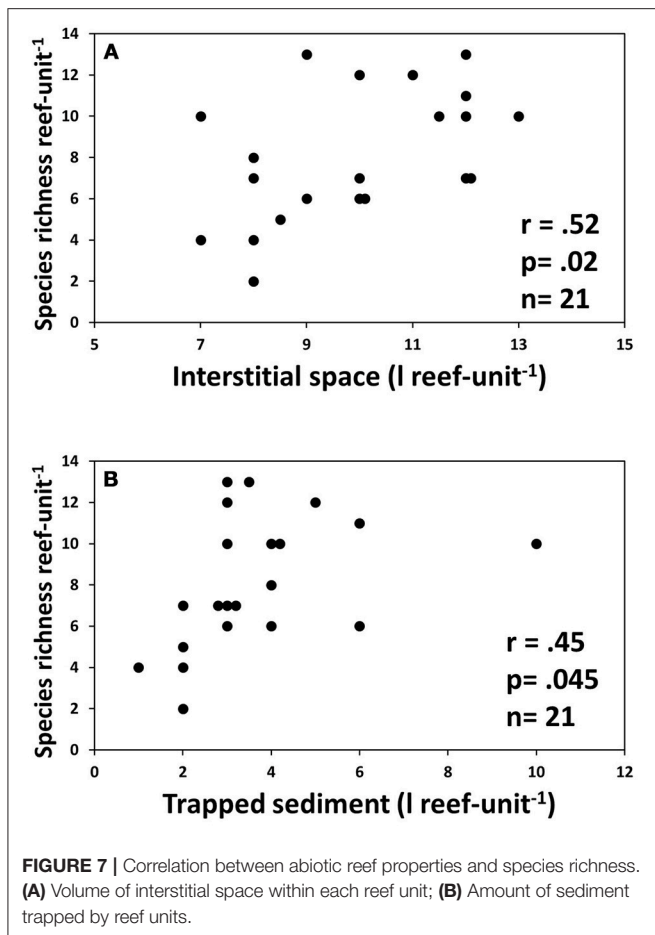 A
Species richness reef-unit⁻¹
14
12
10
8
6
4
2
0
5
7
9
11
13
15
r = .52
p= .02
n= 21
Interstitial space (l reef-unit⁻¹)
B
Species richness reef-unit⁻¹
14
12
10
8
6
4
2
0
0
2
4
6
8
10
12
r = .45
p= .045
n= 21
Trapped sediment (l reef-unit⁻¹)
FIGURE 7 | Correlation between abiotic reef properties and species richness.
(A) Volume of interstitial space within each reef unit; (B) Amount of sediment
trapped by reef units.